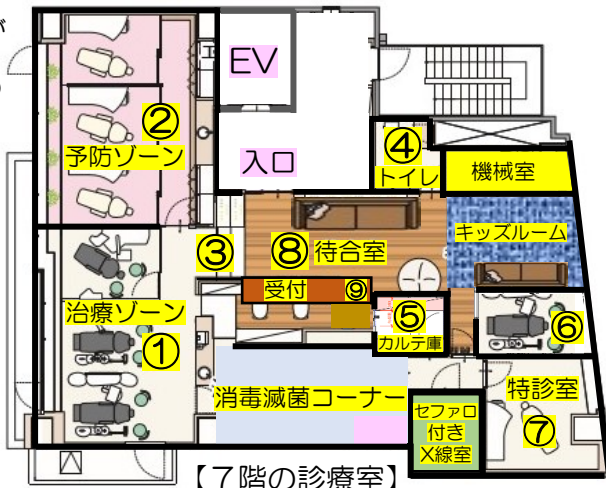 が
EV
②
予防ゾーン
入口
④
トイレ
機械室
③
⑧ 待合室
キッズルーム
受付 ⑨
治療ゾーン
①
⑤
カルテ庫
⑥
消毒滅菌コーナー
特診室
⑦
セファロ
付き
X線室
【7階の診療室】